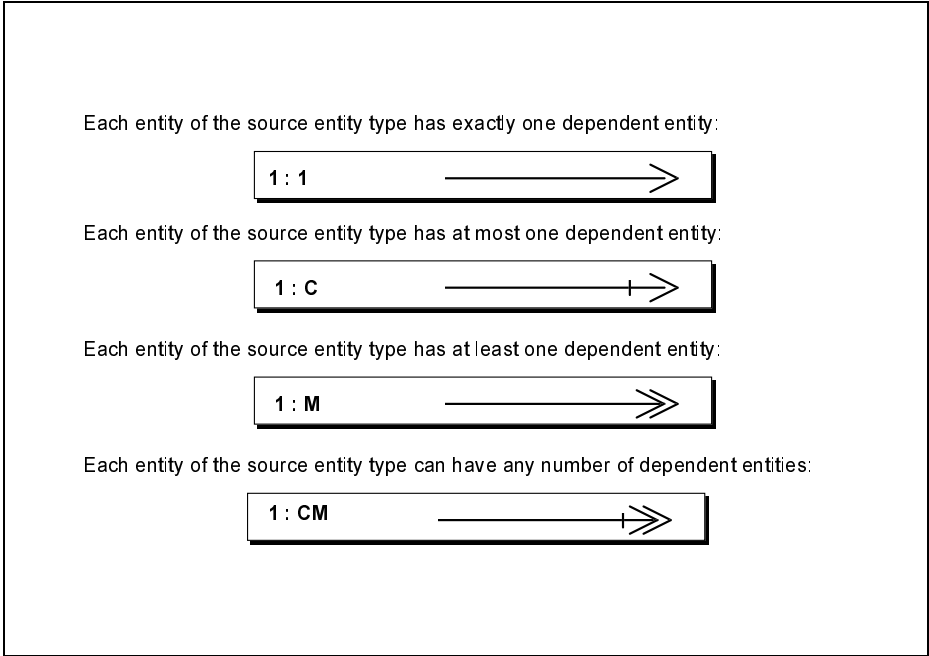 Each entity of the source entity type has exactly one dependent entity:
1 : 1
Each entity of the source entity type has at most one dependent entity:
1 : C
Each entity of the source entity type has at least one dependent entity:
1 : M
Each entity of the source entity type can have any number of dependent entities:
1 : CM